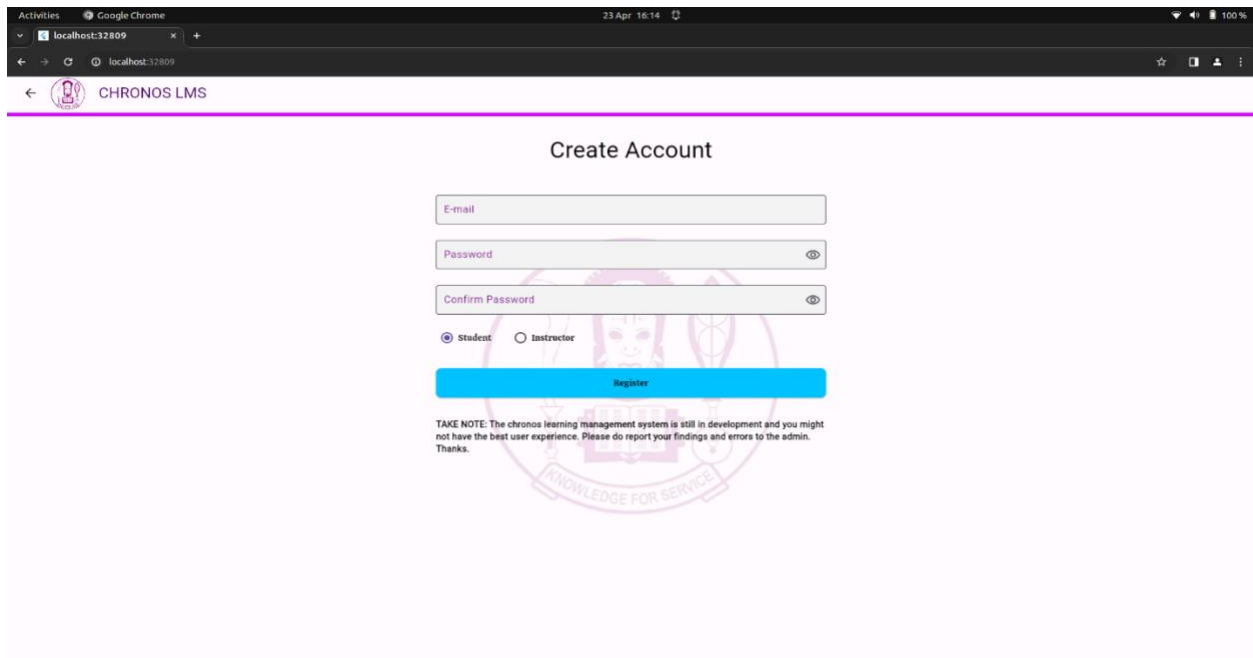 Activities Google Chrome 23 Apr 16:14 100 %
localhost:32809
localhost:32809
CHRONOS LMS
Create Account
E-mail
Password
Confirm Password
Student Instructor
Register
TAKE NOTE: The chronos learning management system is still in development and you might
not have the best user experience. Please do report your findings and errors to the admin.
Thanks.
KNOWLEDGE FOR SERVICE